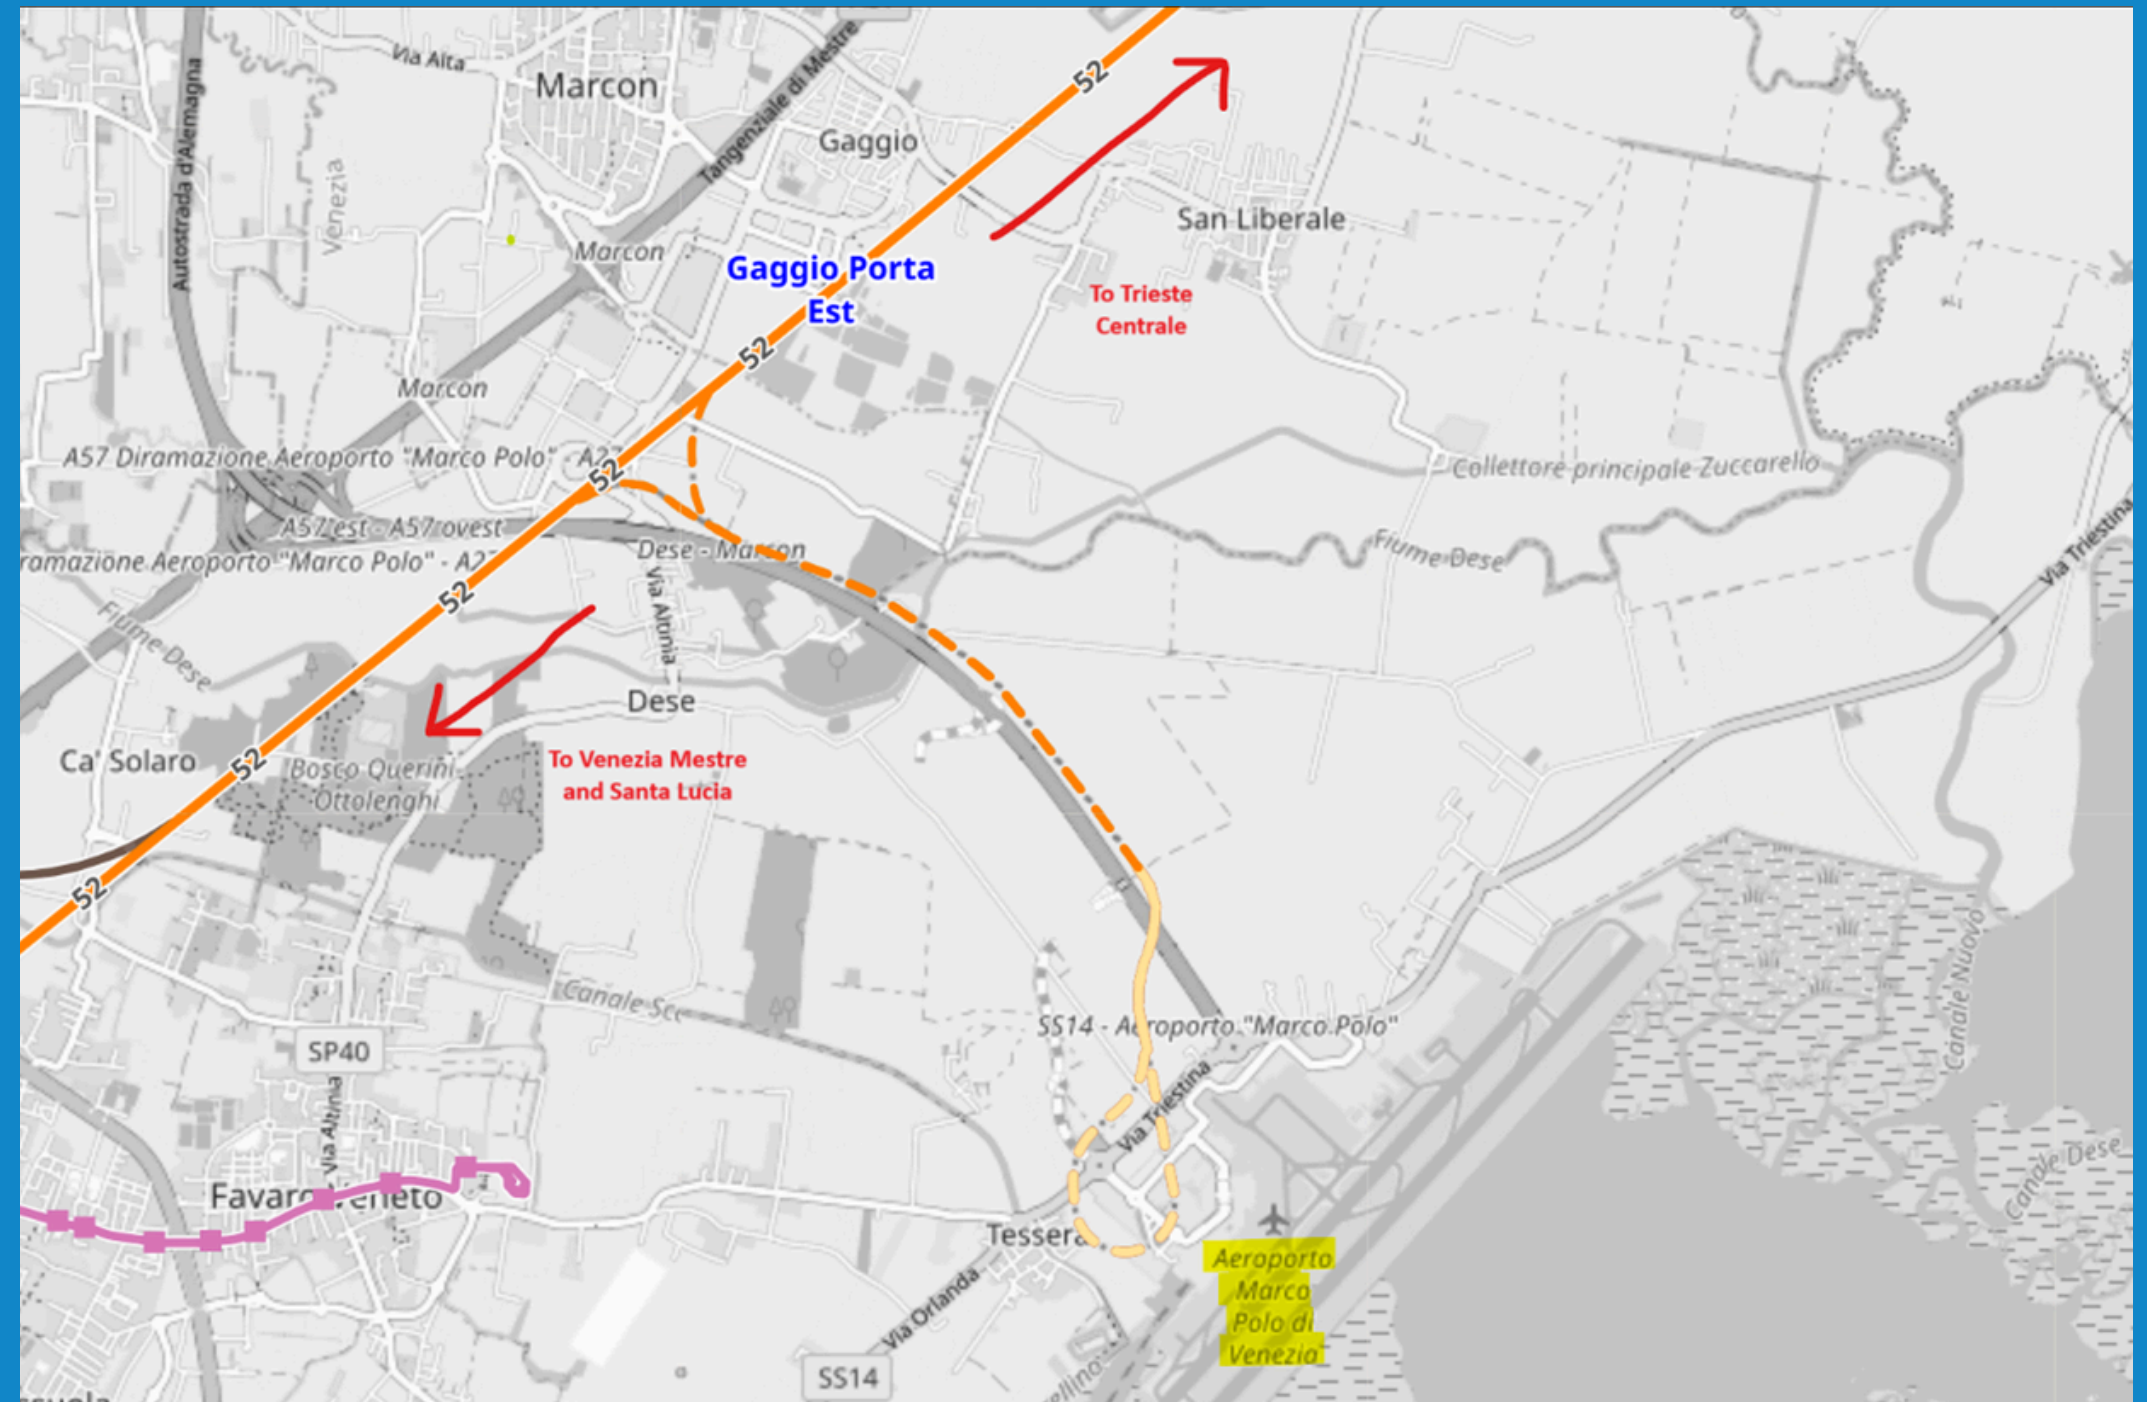 Via Alta
Marcon
Tangenziale di Mestre
52
Autostrada d'Alemagna
Venezia
Gaggio
San Liberale
Marcon
Gaggio Porta
Est
To Trieste
Centrale
52
Marcon
A57 Diramazione Aeroporto "Marco Polo" - A27
52
Collettore principale Zuccarello
A57 est - A57 ovest
Dese - Marcon
Fiume Dese
Via Triestina
ramazione Aeroporto "Marco Polo" - A27
52
Via Altinia
Fiume Dese
Dese
Ca' Solaro
52
Bosco Querini
Ottolenghi
To Venezia Mestre
and Santa Lucia
52
Canale Sco
Canale Nuovo
SS14 - Aeroporto "Marco Polo"
SP40
Via Altinia
Via Triestina
Canale Dese
Favaro Veneto
Tessera
Aeroporto
Marco
Polo di
Venezia
Via Orlanda
SS14